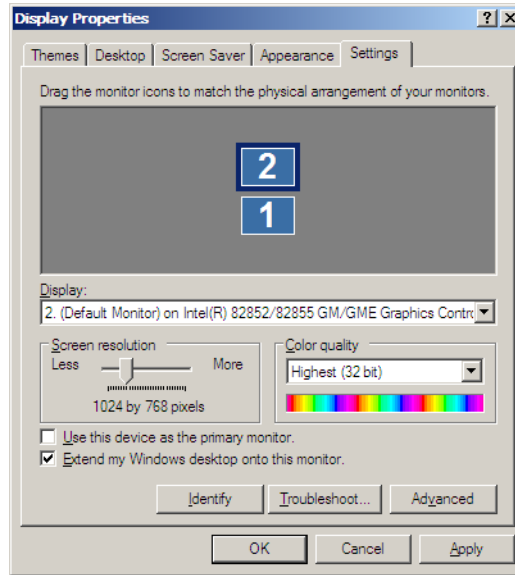 Display Properties
Themes Desktop Screen Saver Appearance Settings
Drag the monitor icons to match the physical arrangement of your monitors.
2
1
Display:
2. (Default Monitor) on Intel(R) 82852/82855 GM/GME Graphics Contro
Screen resolution
Less More
1024 by 768 pixels
Color quality
Highest (32 bit)
Use this device as the primary monitor.
Extend my Windows desktop onto this monitor.
Identify Troubleshoot... Advanced
OK Cancel Apply